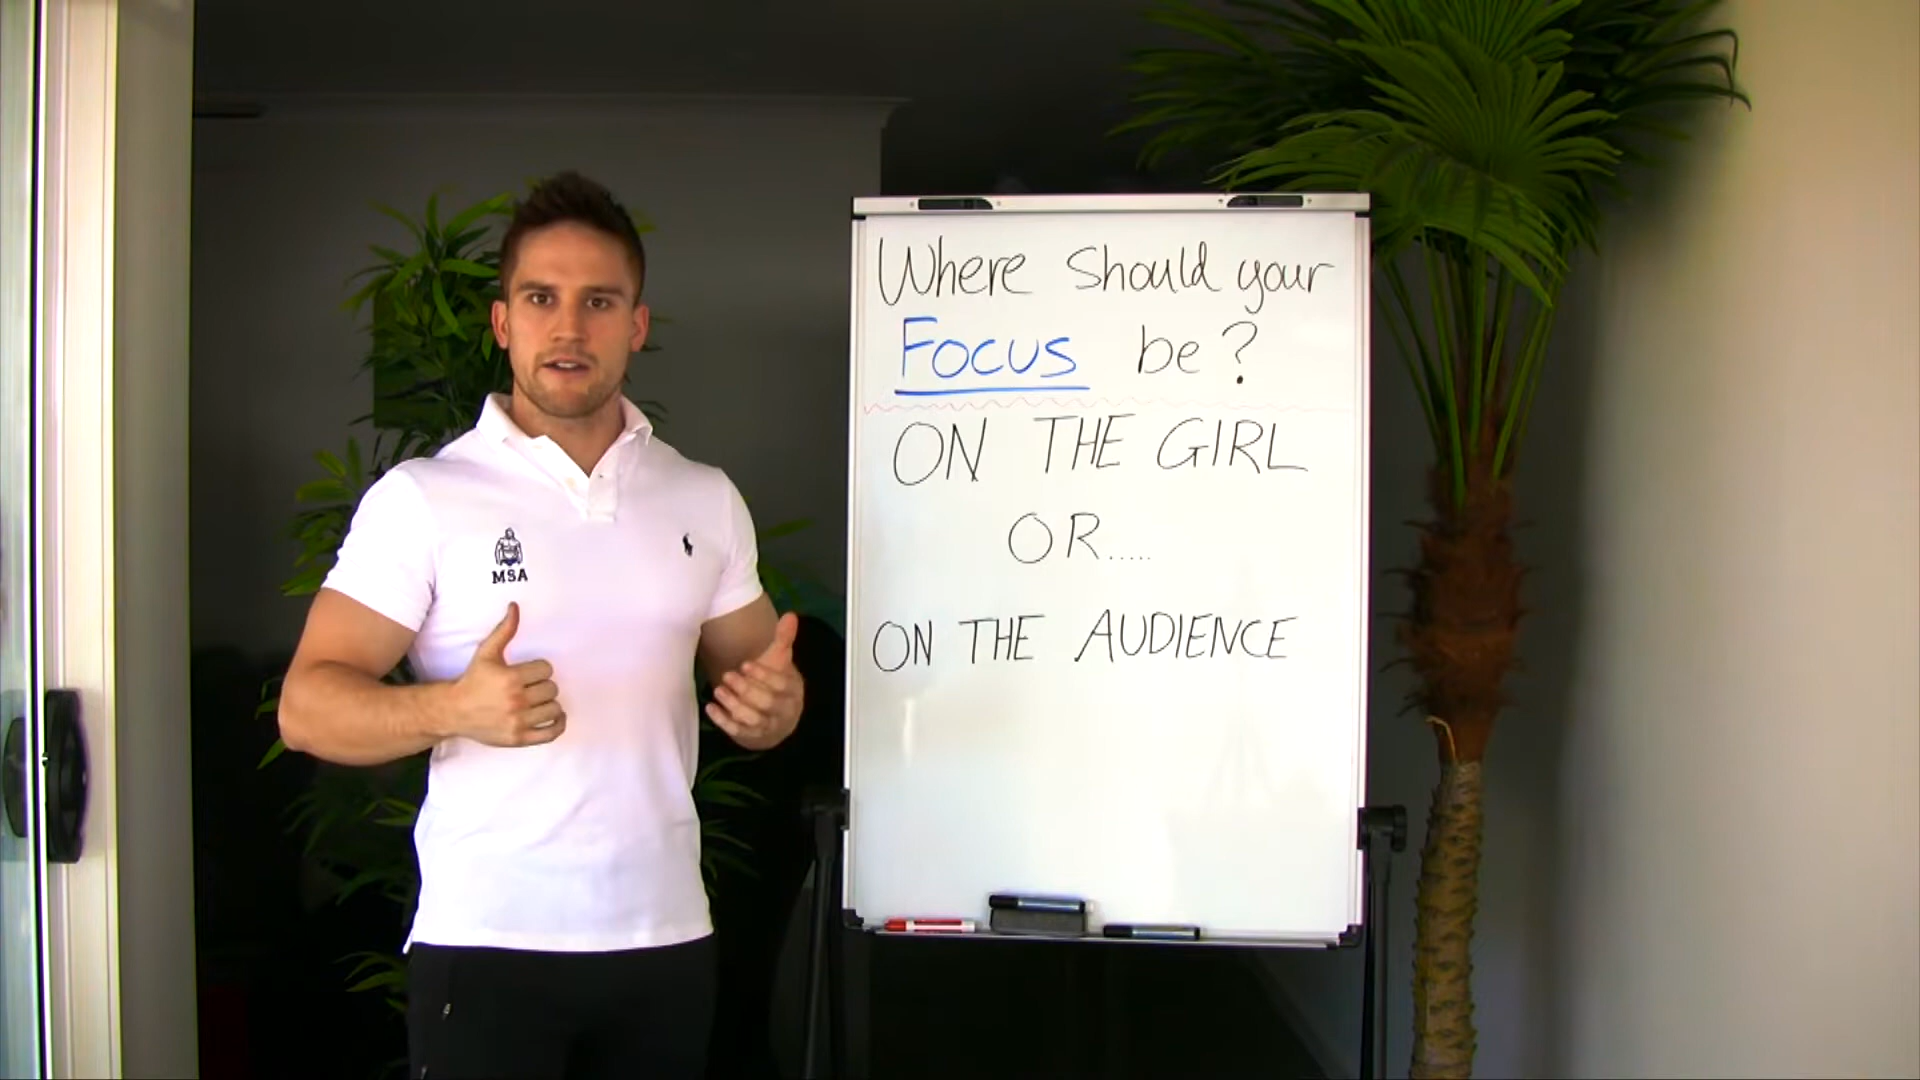 Where Should your
Focus be?
ON THE GIRL
OR.....
ON THE AUDIENCE
MSA